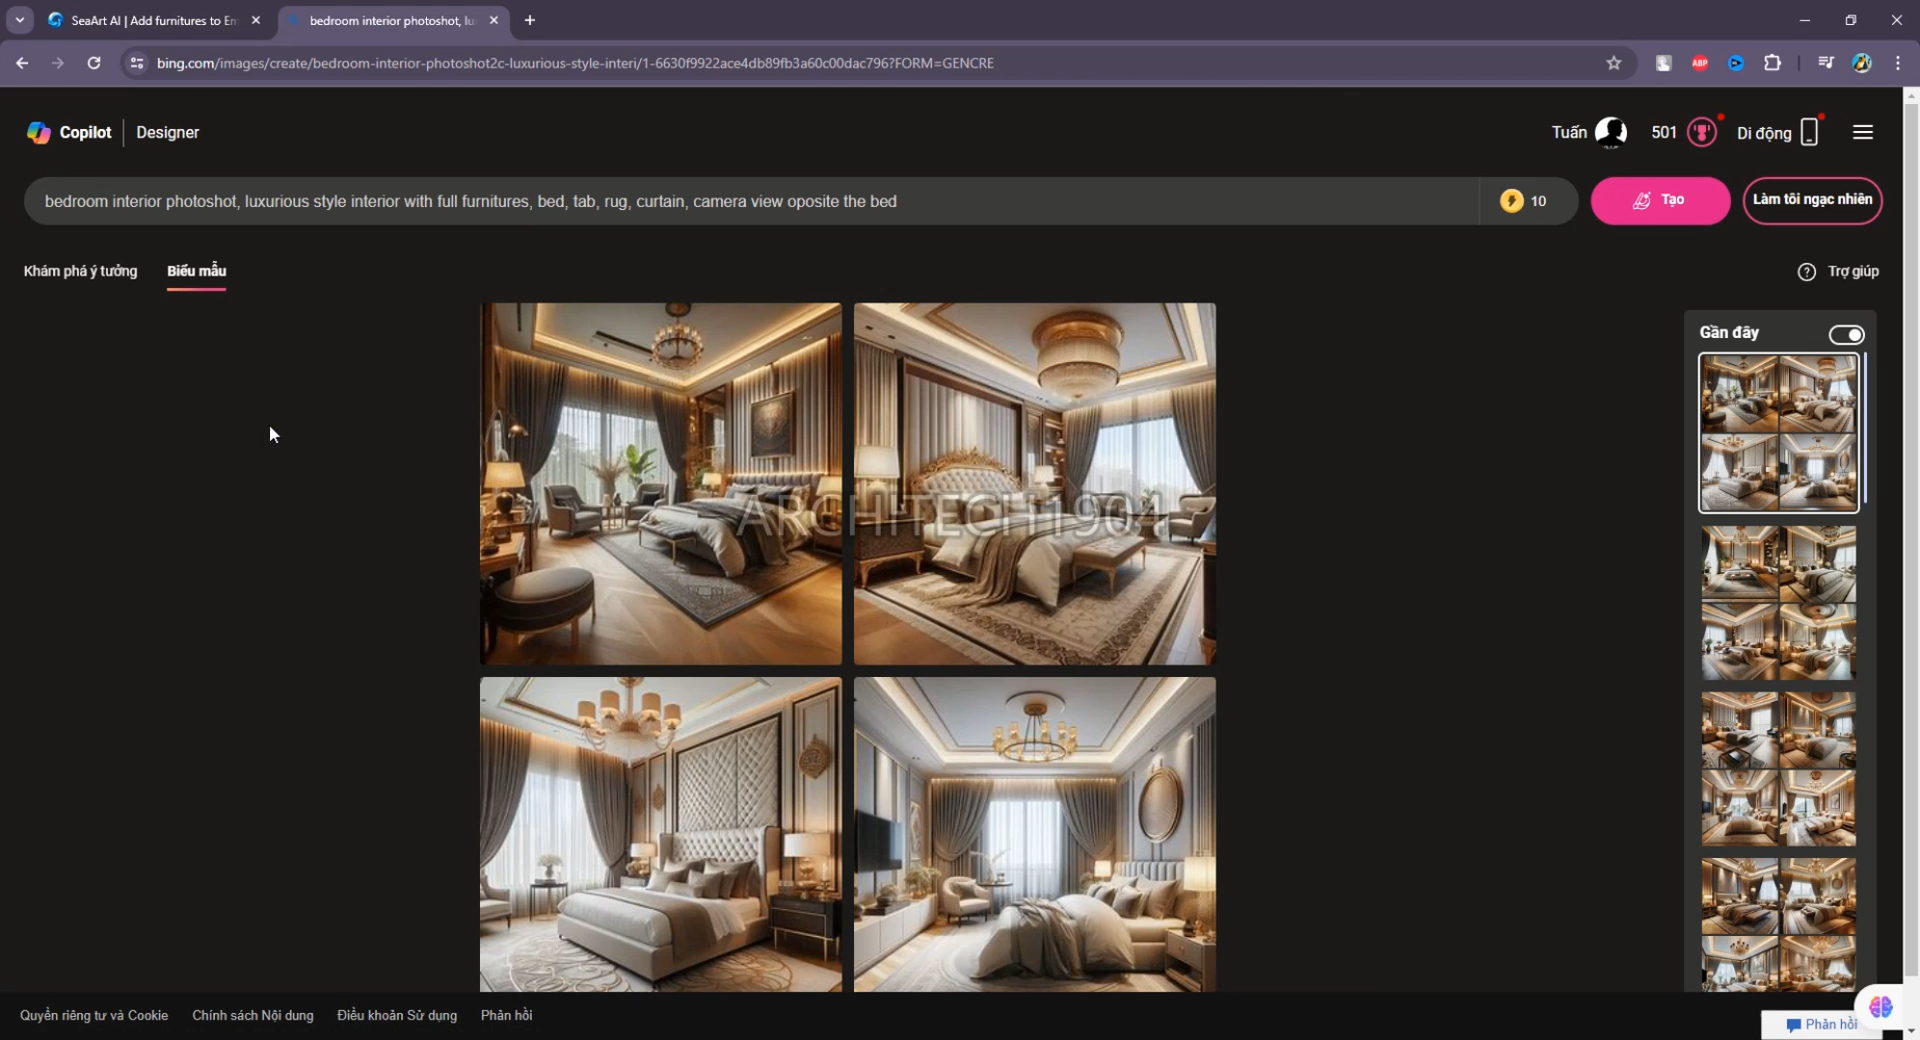 SeaArt AI | Add furnitures to Em
bedroom interior photoshot, lu
bing.com/images/create/bedroom-interior-photoshot2c-luxurious-style-interi/1-6630f9922ace4db89fb3a60c00dac796?FORM=GENCRE
ABP
Copilot | Designer
Tuấn
501
Di động
bedroom interior photoshot, luxurious style interior with full furnitures, bed, tab, rug, curtain, camera view oposite the bed
10
Tạo
Làm tôi ngạc nhiên
Khám phá ý tưởng
Biểu mẫu
Trợ giúp
Gần đây
ARCHITECH1904
Quyền riêng tư và Cookie
Chính sách Nội dung
Điều khoản Sử dụng
Phản hồi
Phản hồi